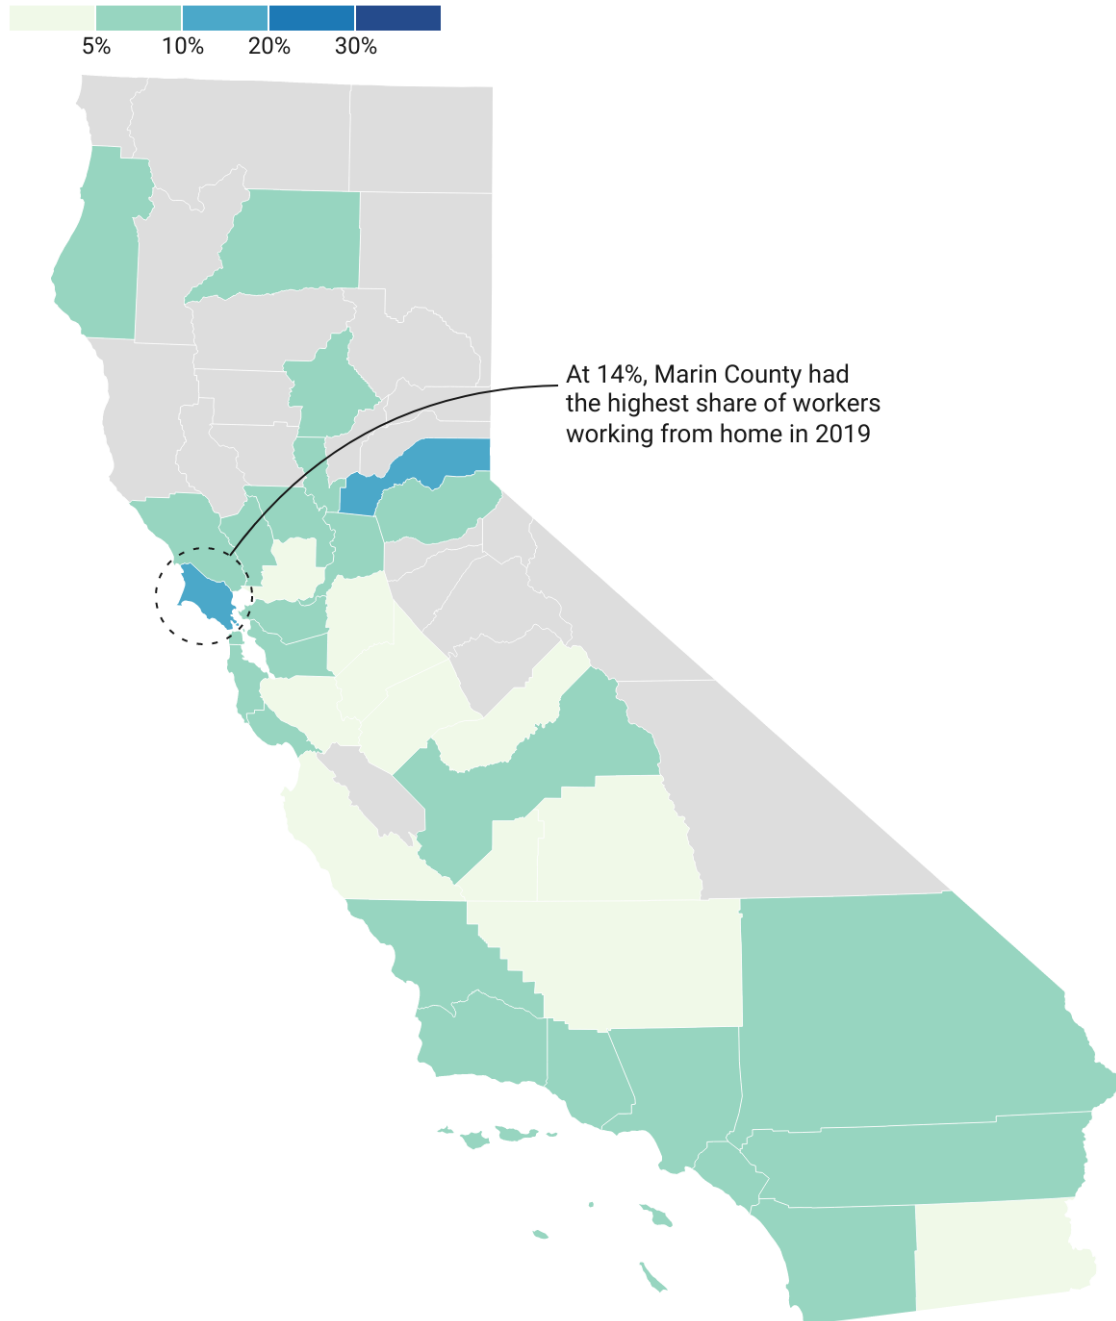 5% 10% 20% 30%
At 14%, Marin County had
the highest share of workers
working from home in 2019